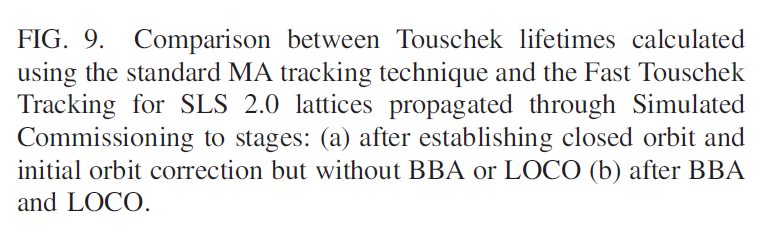 FIG. 9. Comparison between Touschek lifetimes calculated
using the standard MA tracking technique and the Fast Touschek
Tracking for SLS 2.0 lattices propagated through Simulated
Commissioning to stages: (a) after establishing closed orbit and
initial orbit correction but without BBA or LOCO (b) after BBA
and LOCO.